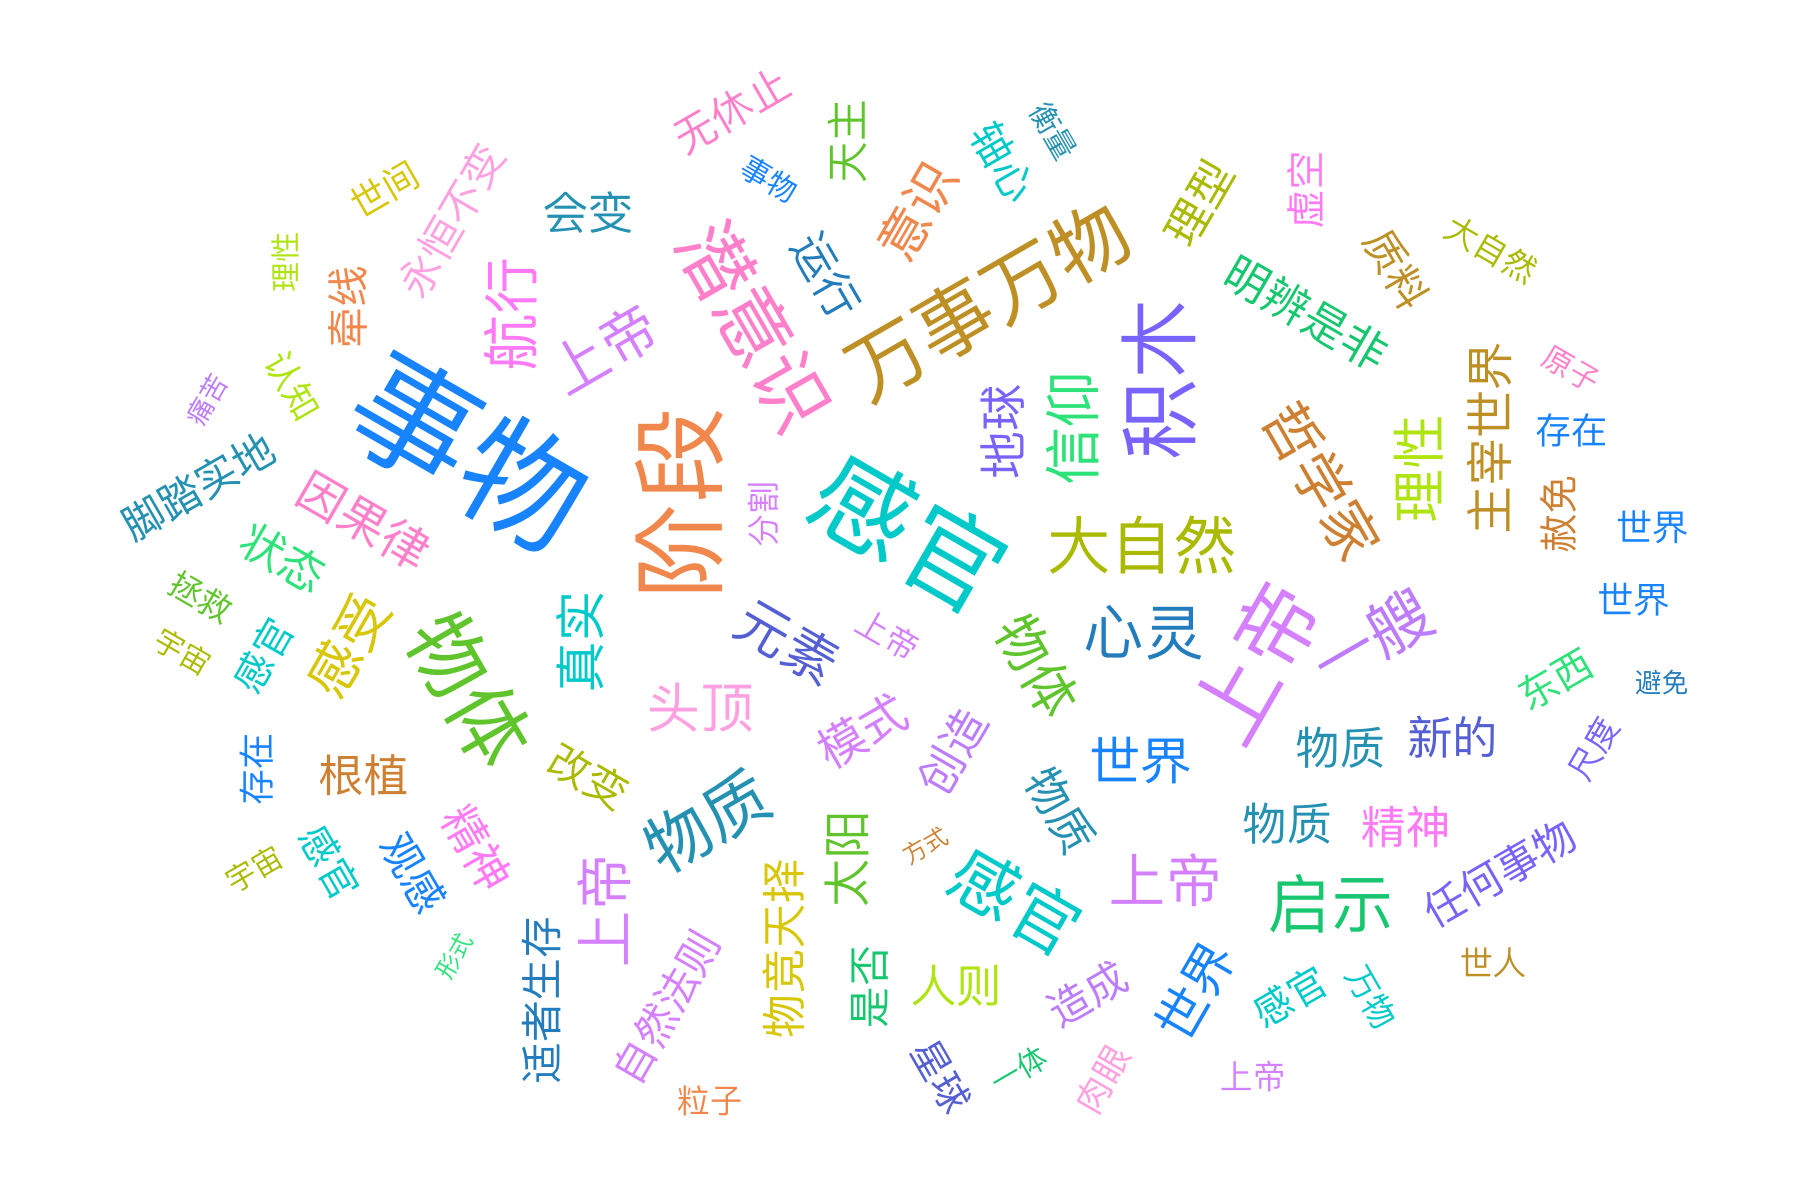 无休止
天主
衡量
轴心
事物
世间
永恒不变
会变
意识
理型
虚空
大自然
质料
理性
牵线
航行
上帝
潜意识
运行
万事万物
明辨是非
积木
原子
痛苦
认知
事物
阶段
地球
信仰
哲学家
理性
主宰世界
存在
脚踏实地
因果律
分割
感官
大自然
赦免
世界
状态
拯救
宇宙
感官
感受
物体
真实
元素
上帝
物体
心灵
上帝
一艘
世界
东西
避免
头顶
模式
创造
世界
物质
新的
尺度
存在
根植
改变
物质
太阳
方式
物质
物质
精神
任何事物
宇宙
感官
观感
精神
上帝
物竞天择
感官
上帝
启示
世人
形式
适者生存
自然法则
是否
人则
造成
世界
感官
万物
粒子
星球
一体
肉眼
上帝